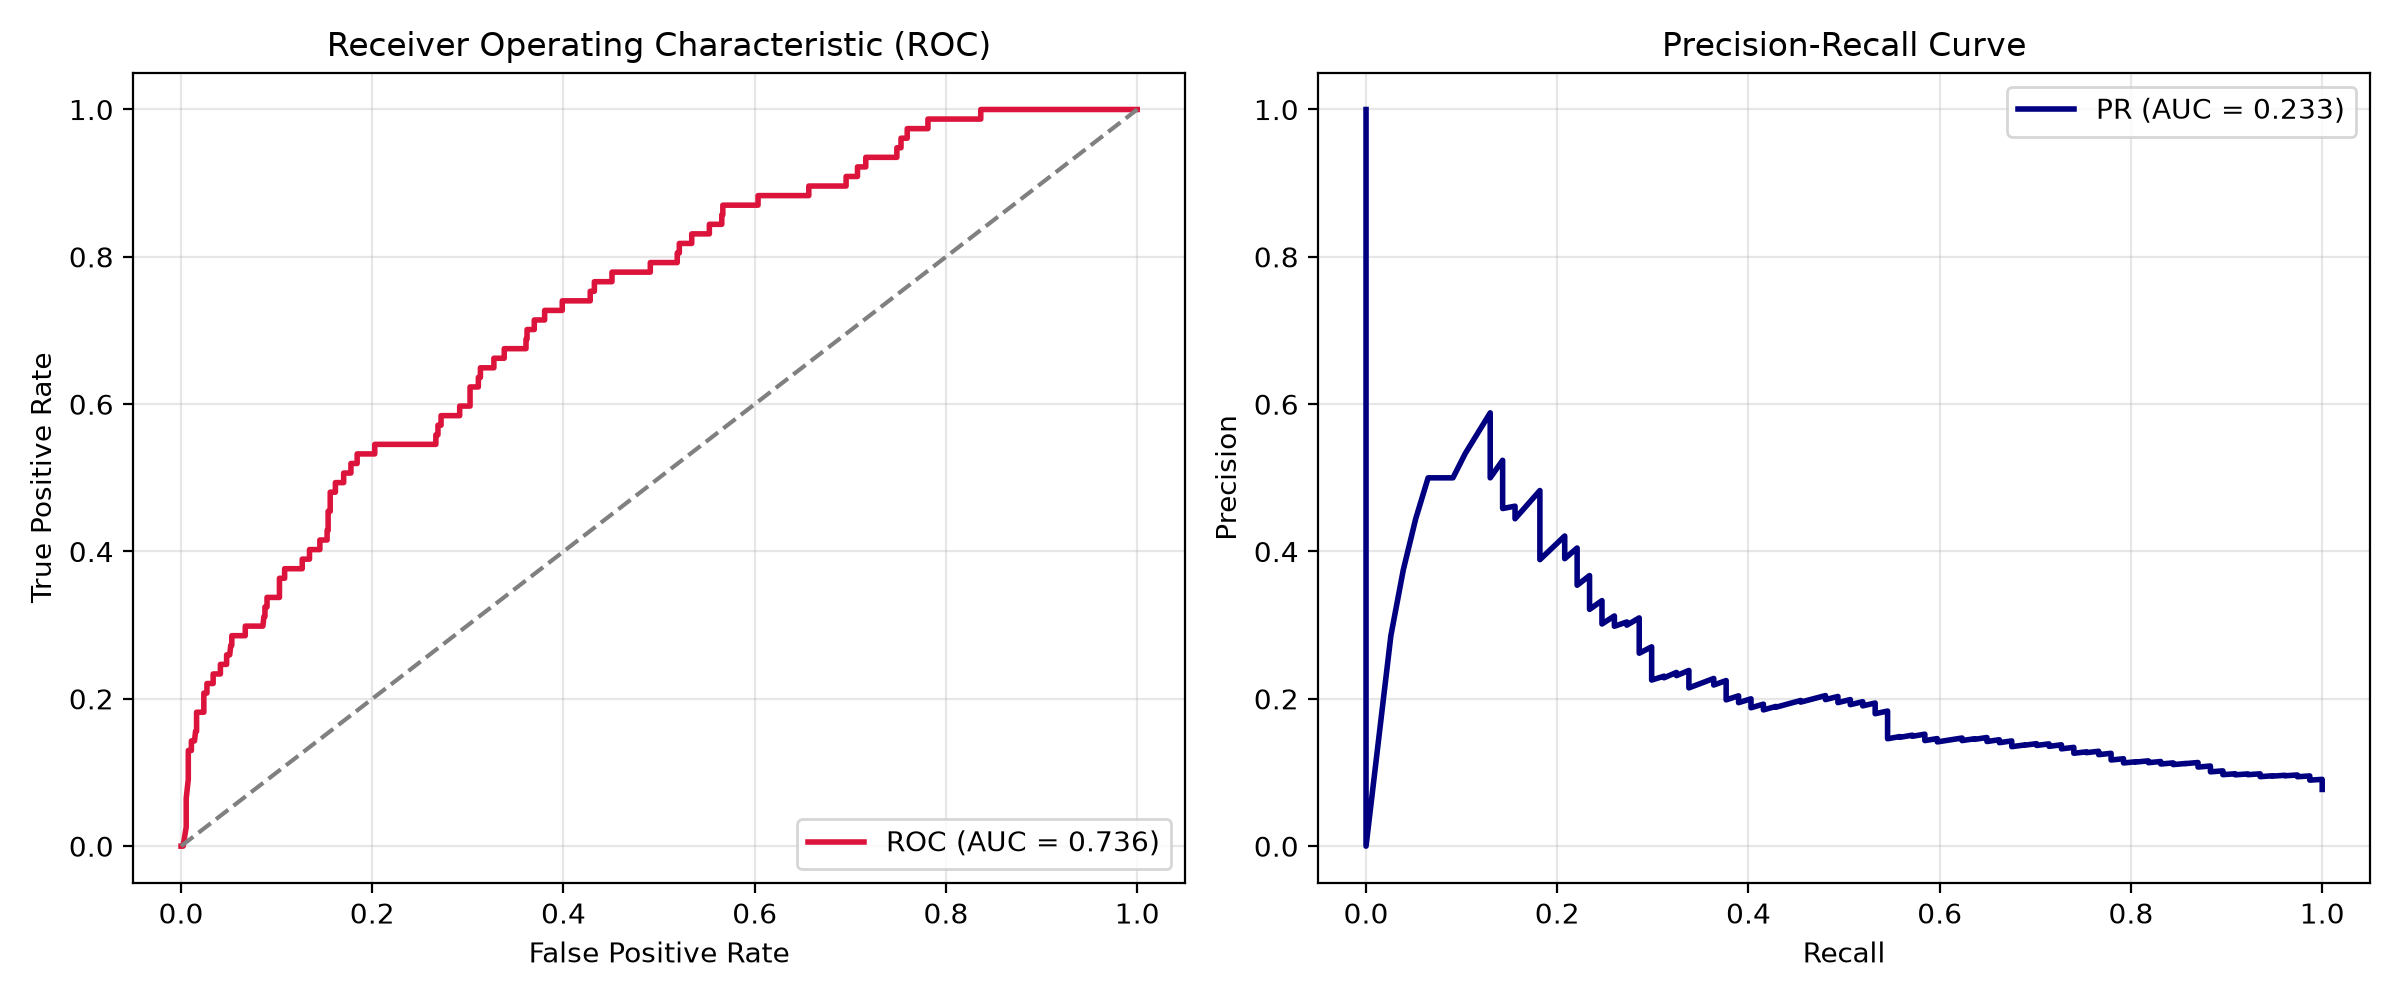 Receiver Operating Characteristic (ROC)
True Positive Rate
1.0
0.8
0.6
0.4
0.2
0.0
ROC (AUC = 0.736)
0.0 0.2 0.4 0.6 0.8 1.0
False Positive Rate
Precision-Recall Curve
Precision
1.0
0.8
0.6
0.4
0.2
0.0
PR (AUC = 0.233)
0.0 0.2 0.4 0.6 0.8 1.0
Recall